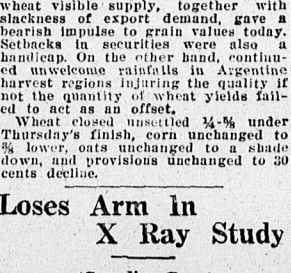 wheat visible supply, together with
slackness of export demand, gave a
bearish impulse to grain values today.
Setbacks in securities were also a
handicap. On the other hand, continu-
ed unwelcome rainfalls in Argentine
harvest regions injuring the quality if
not the quantity of wheat yields fail-
ed to act as an offset.
Wheat closed unsettled ¼-⅝ under
Thursday's finish, corn unchanged to
⅜ lower, oats unchanged to a shade
down, and provisions unchanged to 30
cents decline.
Loses Arm In
X Ray Study